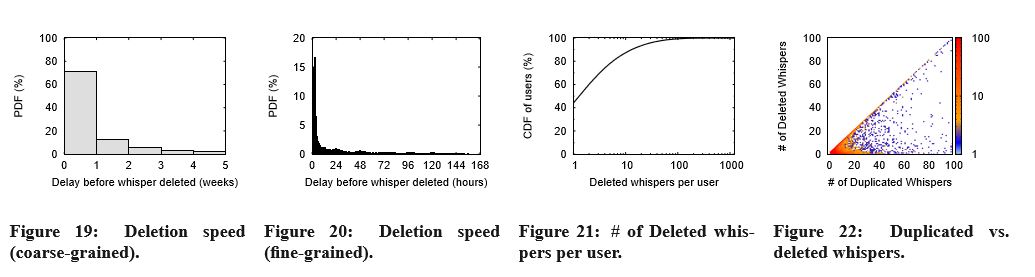 100
80
60
40
20
0
PDF (%)
0 1 2 3 4 5
Delay before whisper deleted (weeks)
Figure 19: Deletion speed
(coarse-grained).
20
15
10
5
0
PDF (%)
0 24 48 72 96 120 144 168
Delay before whisper deleted (hours)
Figure 20: Deletion speed
(fine-grained).
100
80
60
40
20
0
CDF of users (%)
1 10 100 1000
Deleted whispers per user
Figure 21: # of Deleted whis-
pers per user.
100
80
60
40
20
0
# of Deleted Whispers
0 20 40 60 80 100
# of Duplicated Whispers
100
10
1
Figure 22: Duplicated vs.
deleted whispers.